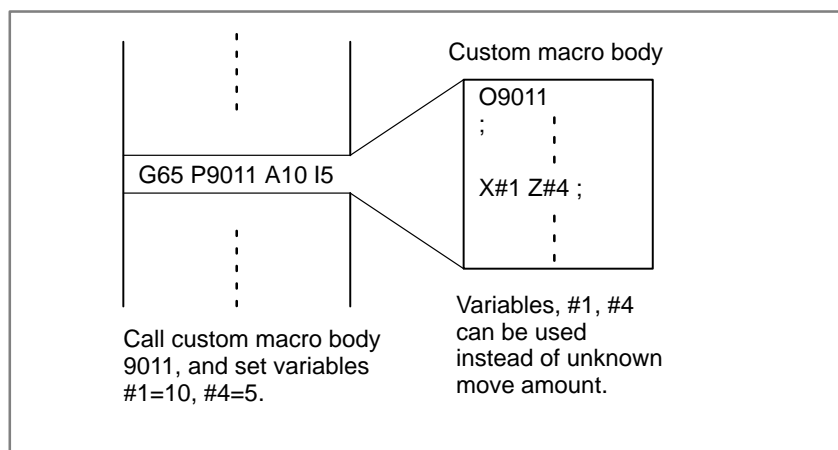 Custom macro body
O9011
;
G65 P9011 A10 I5
X#1 Z#4 ;
Call custom macro body
9011, and set variables
#1=10, #4=5.
Variables, #1, #4
can be used
instead of unknown
move amount.